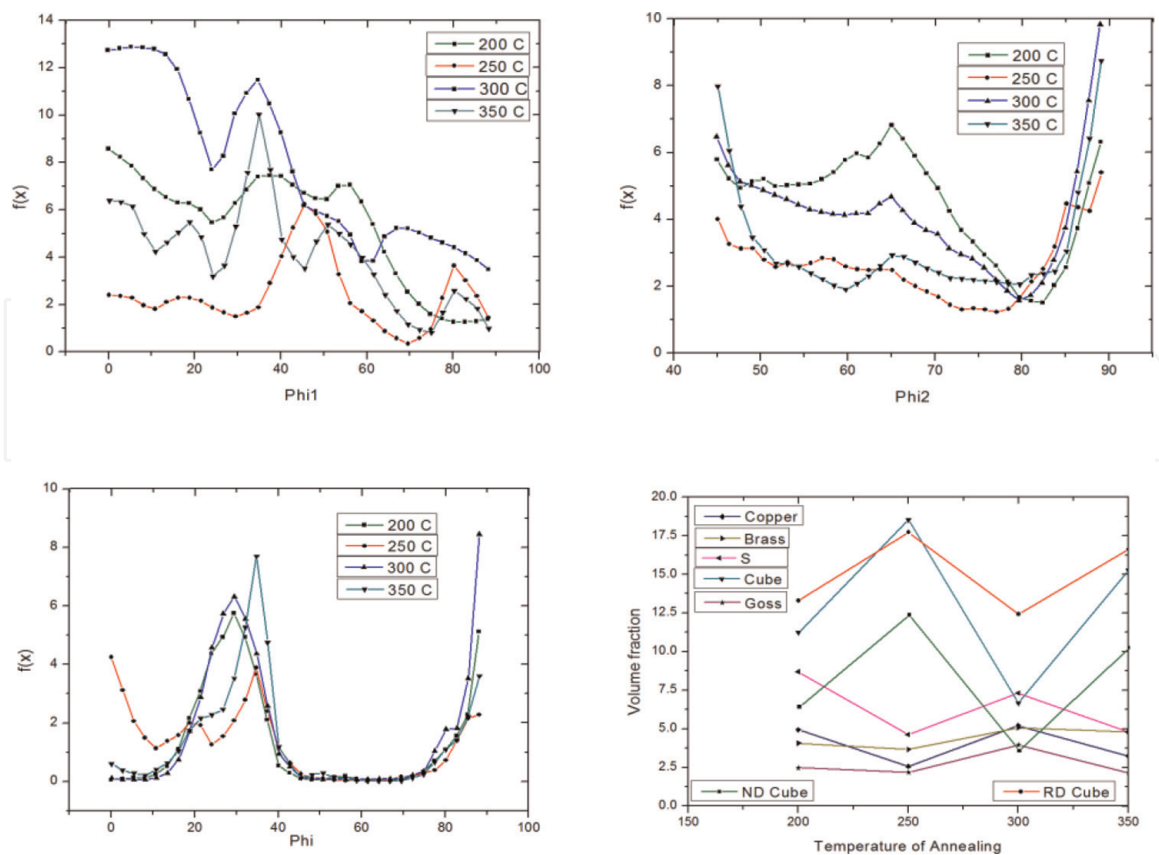 14
12
10
8
6
4
2
0
f(x)
200 C
250 C
300 C
350 C
0 20 40 60 80 100
Phi1
10
8
6
4
2
0
f(x)
200 C
250 C
300 C
350 C
40 50 60 70 80 90
Phi2
10
8
6
4
2
0
f(x)
200 C
250 C
300 C
350 C
0 20 40 60 80 100
Phi
20.0
17.5
15.0
12.5
10.0
7.5
5.0
2.5
0.0
Volume fraction
Copper
Brass
S
Cube
Goss
ND Cube
RD Cube
150 200 250 300 350
Temperature of Annealing